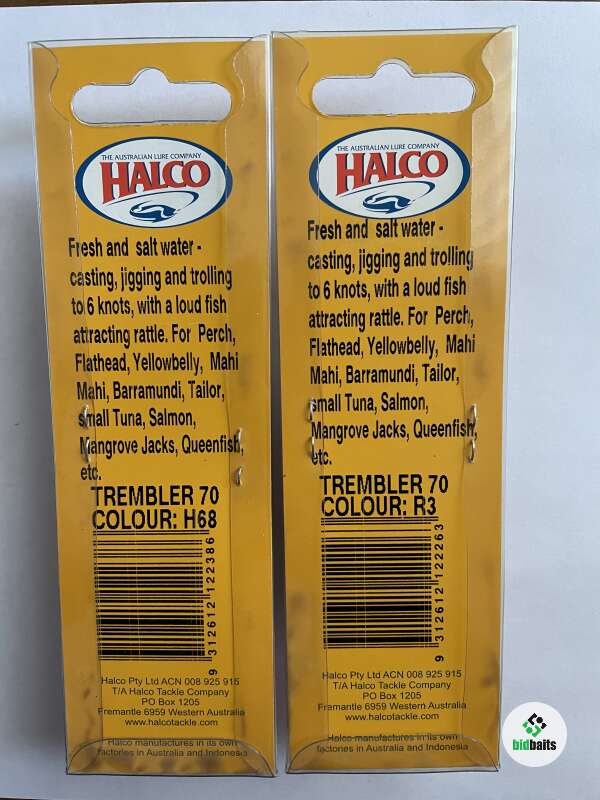 THE AUSTRALIAN LURE COMPANY
HALCO
Fresh and salt water -
casting, jigging and trolling
to 6 knots, with a loud fish
attracting rattle. For Perch,
Flathead, Yellowbelly, Mahi
Mahi, Barramundi, Tailor,
small Tuna, Salmon,
Mangrove Jacks, Queenfish,
etc.
TREMBLER 70
COLOUR: H68
9 312612 122386
Halco Pty Ltd ACN 008 925 915
T/A Halco Tackle Company
PO Box 1205
Fremantle 6959 Western Australia
www.halcotackle.com
Halco manufactures in its own
factories in Australia and Indonesia
THE AUSTRALIAN LURE COMPANY
HALCO
Fresh and salt water -
casting, jigging and trolling
to 6 knots, with a loud fish
attracting rattle. For Perch,
Flathead, Yellowbelly, Mahi
Mahi, Barramundi, Tailor,
small Tuna, Salmon,
Mangrove Jacks, Queenfish,
etc.
TREMBLER 70
COLOUR: R3
9 312612 122263
Halco Pty Ltd ACN 008 925 915
T/A Halco Tackle Company
PO Box 1205
Fremantle 6959 Western Australia
www.halcotackle.com
Halco manufactures in its own
factories in Australia and Indonesia
bidbaits